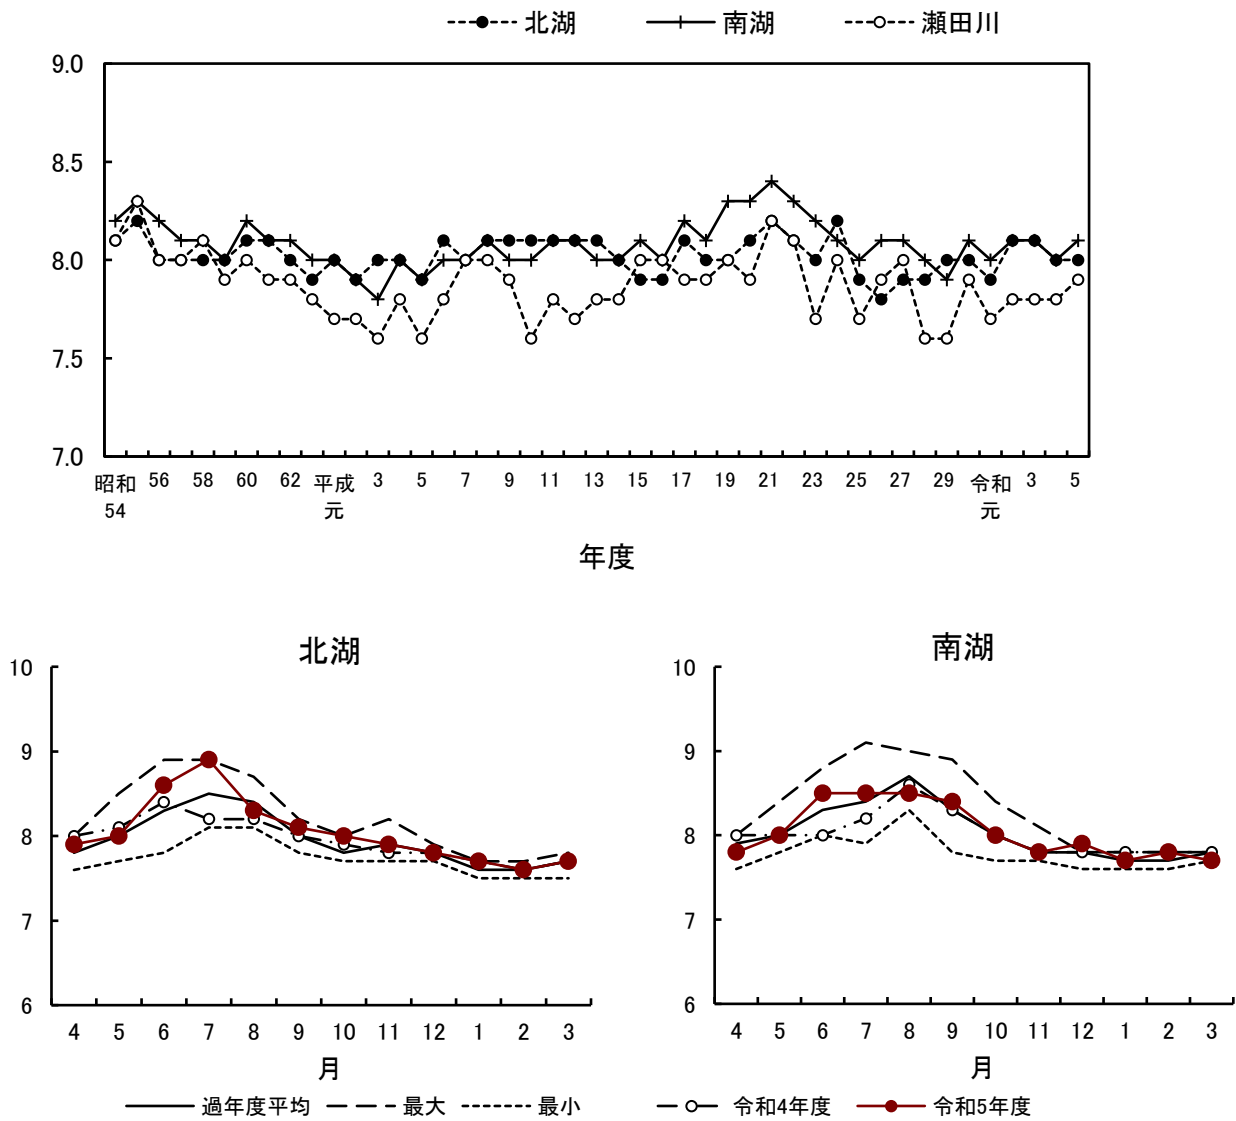 北湖 南湖 瀬田川
9.0
8.5
8.0
7.5
7.0
昭和 56 58 60 62 平成 3 5 7 9 11 13 15 17 19 21 23 25 27 29 令和 3 5
54 元 元
年度
北湖
10
9
8
7
6
4 5 6 7 8 9 10 11 12 1 2 3
月
南湖
10
9
8
7
6
4 5 6 7 8 9 10 11 12 1 2 3
月
過年度平均 最大 最小 令和4年度 令和5年度